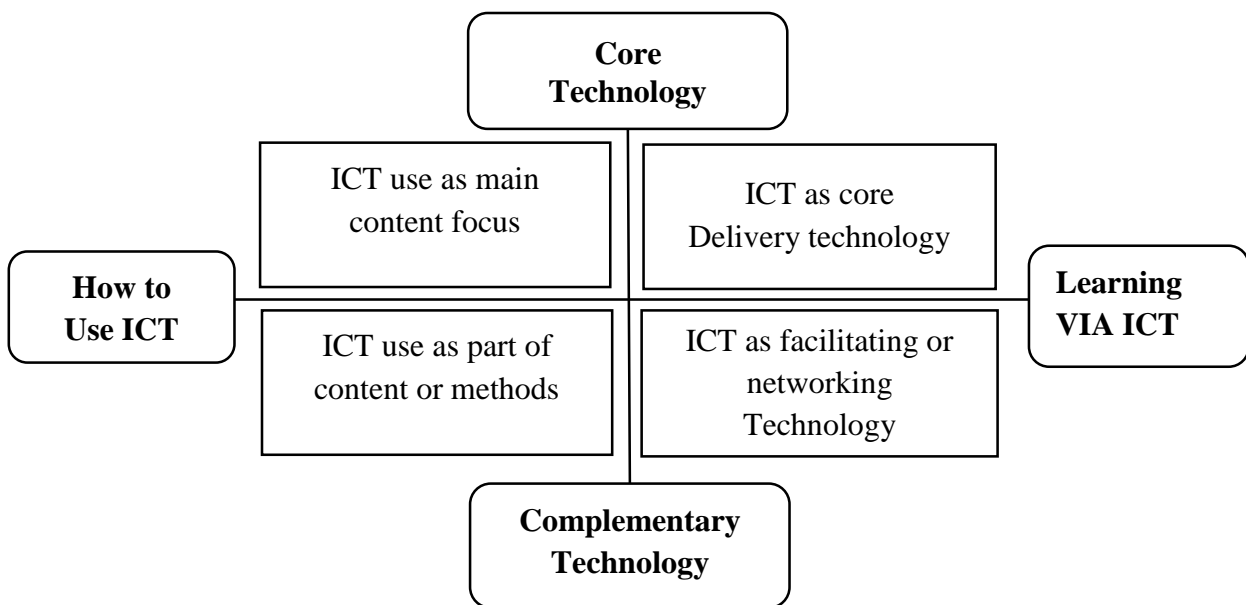 Core
Technology
ICT use as main
content focus
ICT as core
Delivery technology
How to
Use ICT
Learning
VIA ICT
ICT use as part of
content or methods
ICT as facilitating or
networking
Technology
Complementary
Technology